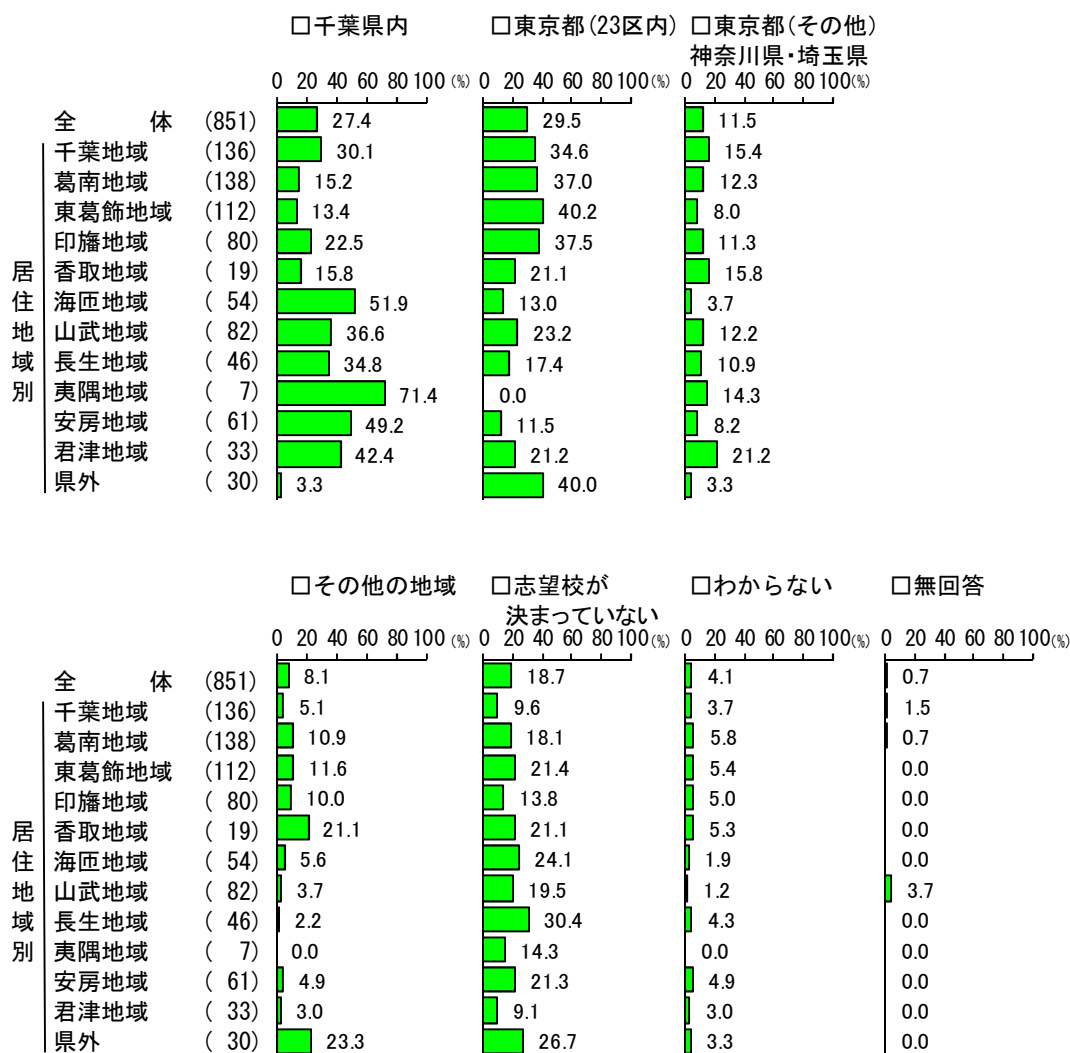 □千葉県内 □東京都(23区内) □東京都(その他)
神奈川県・埼玉県
0 20 40 60 80 100(%) 0 20 40 60 80 100(%) 0 20 40 60 80 100(%)
全 体 (851) 27.4 29.5 11.5
千葉地域 (136) 30.1 34.6 15.4
葛南地域 (138) 15.2 37.0 12.3
東葛飾地域 (112) 13.4 40.2 8.0
印旛地域 ( 80) 22.5 37.5 11.3
居 香取地域 ( 19) 15.8 21.1 15.8
住 海匝地域 ( 54) 51.9 13.0 3.7
地 山武地域 ( 82) 36.6 23.2 12.2
域 長生地域 ( 46) 34.8 17.4 10.9
別 夷隅地域 ( 7) 71.4 0.0 14.3
安房地域 ( 61) 49.2 11.5 8.2
君津地域 ( 33) 42.4 21.2 21.2
県外 ( 30) 3.3 40.0 3.3
□その他の地域 □志望校が □わからない □無回答
決まっていない
0 20 40 60 80 100(%) 0 20 40 60 80 100(%) 0 20 40 60 80 100(%) 0 20 40 60 80 100(%)
全 体 (851) 8.1 18.7 4.1 0.7
千葉地域 (136) 5.1 9.6 3.7 1.5
葛南地域 (138) 10.9 18.1 5.8 0.7
東葛飾地域 (112) 11.6 21.4 5.4 0.0
印旛地域 ( 80) 10.0 13.8 5.0 0.0
居 香取地域 ( 19) 21.1 21.1 5.3 0.0
住 海匝地域 ( 54) 5.6 24.1 1.9 0.0
地 山武地域 ( 82) 3.7 19.5 1.2 3.7
域 長生地域 ( 46) 2.2 30.4 4.3 0.0
別 夷隅地域 ( 7) 0.0 14.3 0.0 0.0
安房地域 ( 61) 4.9 21.3 4.9 0.0
君津地域 ( 33) 3.0 9.1 3.0 0.0
県外 ( 30) 23.3 26.7 3.3 0.0